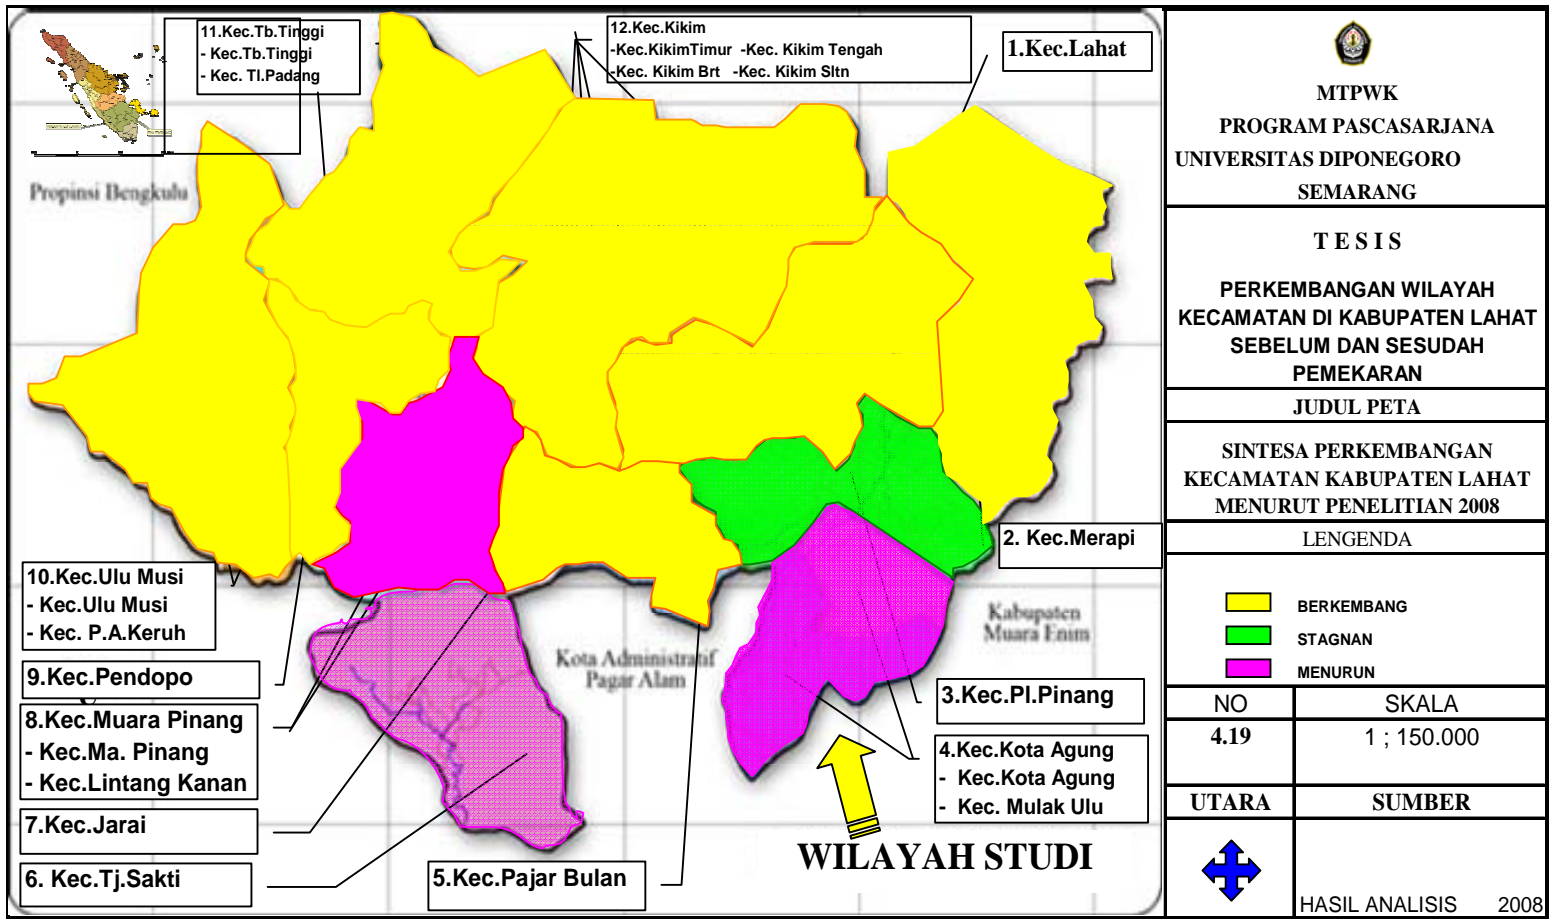 11.Kec.Tb.Tinggi
- Kec.Tb.Tinggi
- Kec. Tl.Padang
12.Kec.Kikim
-Kec.KikimTimur -Kec. Kikim Tengah
-Kec. Kikim Brt -Kec. Kikim Sltn
1.Kec.Lahat
Propinsi Bengkulu
2. Kec.Merapi
10.Kec.Ulu Musi
- Kec.Ulu Musi
- Kec. P.A.Keruh
Kabupaten
Muara Enim
Kota Administratif
Pagar Alam
9.Kec.Pendopo
3.Kec.Pl.Pinang
8.Kec.Muara Pinang
- Kec.Ma. Pinang
- Kec.Lintang Kanan
4.Kec.Kota Agung
- Kec.Kota Agung
- Kec. Mulak Ulu
7.Kec.Jarai
WILAYAH STUDI
6. Kec.Tj.Sakti
5.Kec.Pajar Bulan
MTPWK
PROGRAM PASCASARJANA
UNIVERSITAS DIPONEGORO
SEMARANG
T E S I S
PERKEMBANGAN WILAYAH
KECAMATAN DI KABUPATEN LAHAT
SEBELUM DAN SESUDAH
PEMEKARAN
JUDUL PETA
SINTESA PERKEMBANGAN
KECAMATAN KABUPATEN LAHAT
MENURUT PENELITIAN 2008
LENGENDA
BERKEMBANG
STAGNAN
MENURUN
NO SKALA
4.19 1 ; 150.000
UTARA SUMBER
HASIL ANALISIS 2008